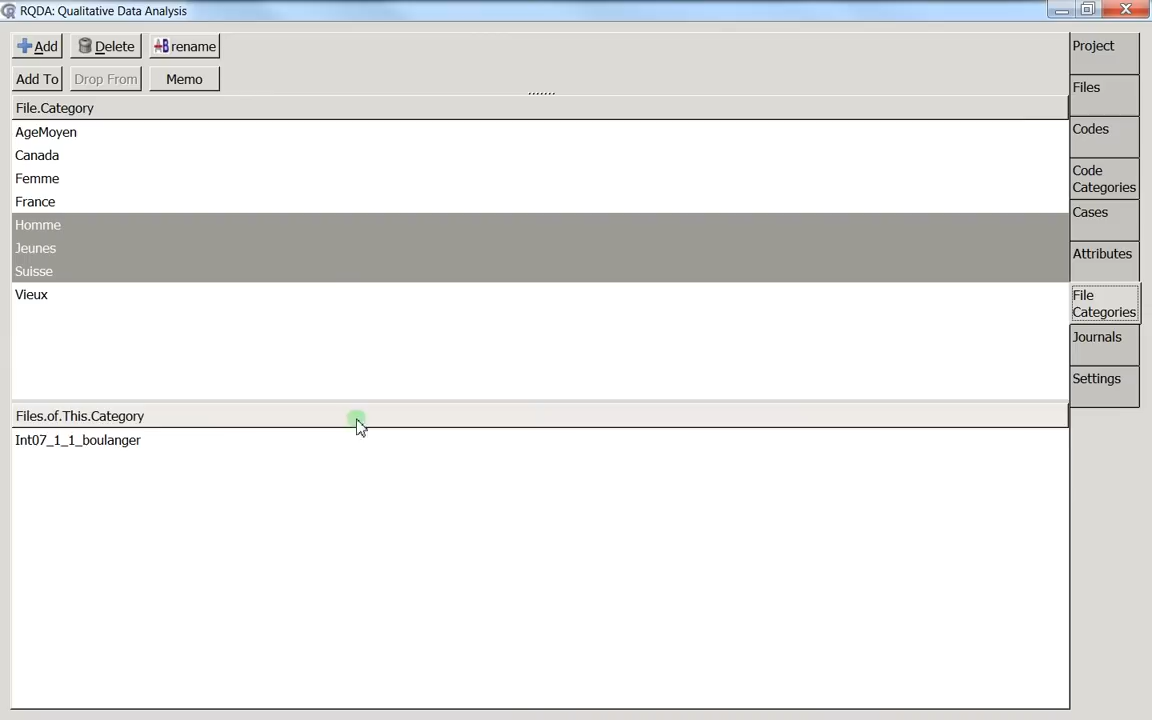 RQDA: Qualitative Data Analysis
Add Delete rename
Add To Drop From Memo
File.Category
AgeMoyen
Canada
Femme
France
Homme
Jeunes
Suisse
Vieux
Files.of.This.Category
Int07_1_1_boulanger
Project
Files
Codes
Code
Categories
Cases
Attributes
File
Categories
Journals
Settings